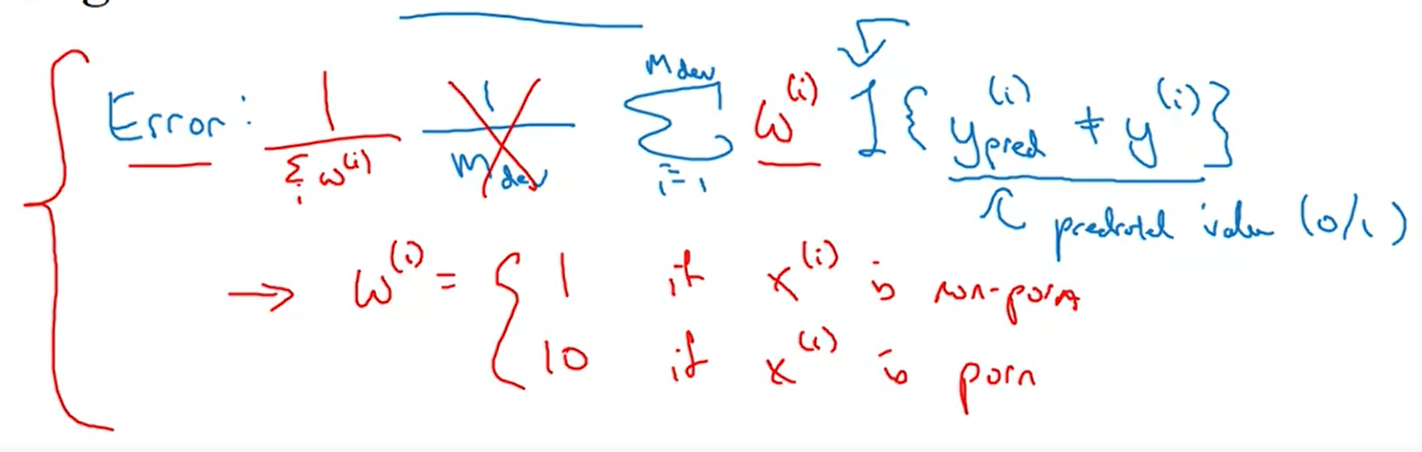 Error: 1/Σᵢ w⁽ⁱ⁾ 1/m_dev Σ_{i=1}^{m_dev} w⁽ⁱ⁾ 1{y_pred⁽ⁱ⁾ ≠ y⁽ⁱ⁾}
predicted value (0/1)
→ w⁽ⁱ⁾ = { 1 if x⁽ⁱ⁾ is non-porn
10 if x⁽ⁱ⁾ is porn